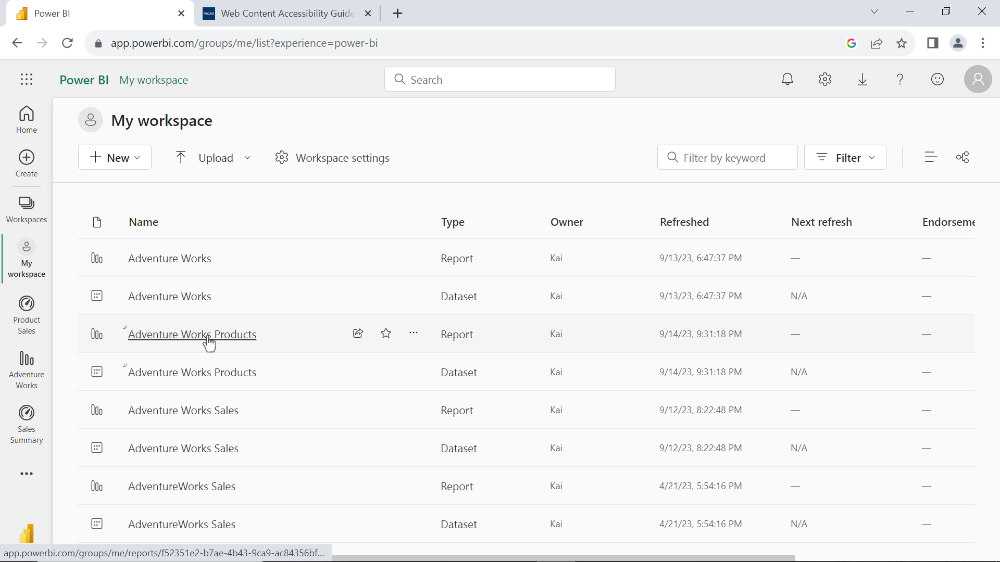 Power BI
WCAG Web Content Accessibility Guide
app.powerbi.com/groups/me/list?experience=power-bi
Power BI My workspace
Search
Home
Create
Workspaces
My
workspace
Product
Sales
Adventure
Works
Sales
Summary
My workspace
New
Upload
Workspace settings
Filter by keyword
Filter
Name Type Owner Refreshed Next refresh Endorseme
Adventure Works Report Kai 9/13/23, 6:47:37 PM —  —
Adventure Works Dataset Kai 9/13/23, 6:47:37 PM N/A —
Adventure Works Products Report Kai 9/14/23, 9:31:18 PM — —
Adventure Works Products Dataset Kai 9/14/23, 9:31:18 PM N/A —
Adventure Works Sales Report Kai 9/12/23, 8:22:48 PM — —
Adventure Works Sales Dataset Kai 9/12/23, 8:22:48 PM N/A —
AdventureWorks Sales Report Kai 4/21/23, 5:54:16 PM — —
AdventureWorks Sales Dataset Kai 4/21/23, 5:54:16 PM N/A —
app.powerbi.com/groups/me/reports/f52351e2-b7ae-4b43-9ca9-ac84356bf...